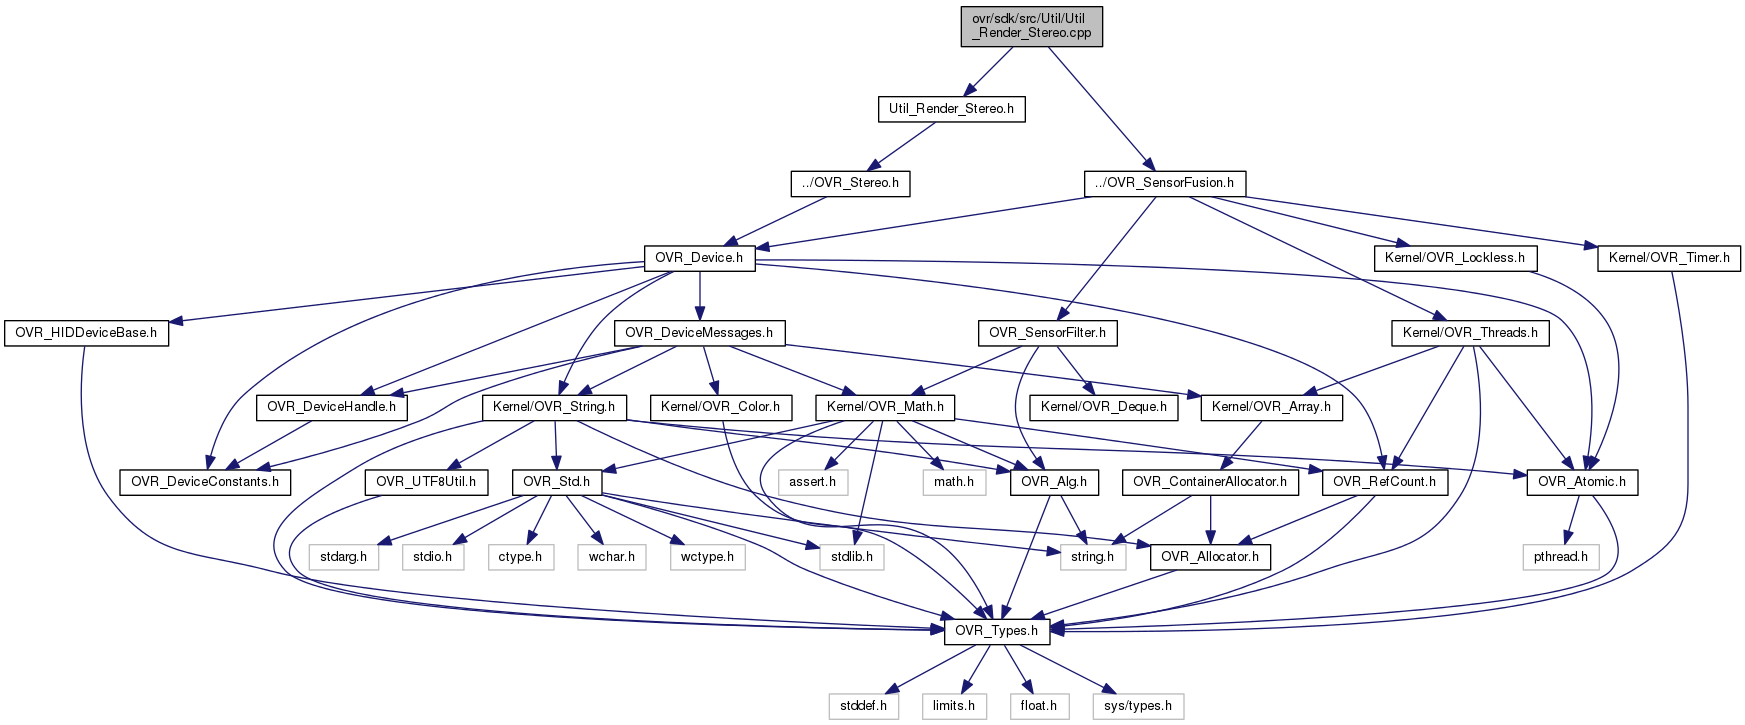 ovr/sdk/src/Util/Util
_Render_Stereo.cpp
Util_Render_Stereo.h
../OVR_Stereo.h
../OVR_SensorFusion.h
OVR_Device.h
Kernel/OVR_Lockless.h
Kernel/OVR_Timer.h
OVR_HIDDeviceBase.h
OVR_DeviceMessages.h
OVR_SensorFilter.h
Kernel/OVR_Threads.h
OVR_DeviceHandle.h
Kernel/OVR_String.h
Kernel/OVR_Color.h
Kernel/OVR_Math.h
Kernel/OVR_Deque.h
Kernel/OVR_Array.h
OVR_DeviceConstants.h
OVR_UTF8Util.h
OVR_Std.h
assert.h
math.h
OVR_Alg.h
OVR_ContainerAllocator.h
OVR_RefCount.h
OVR_Atomic.h
stdarg.h
stdio.h
ctype.h
wchar.h
wctype.h
stdlib.h
string.h
OVR_Allocator.h
pthread.h
OVR_Types.h
stddef.h
limits.h
float.h
sys/types.h